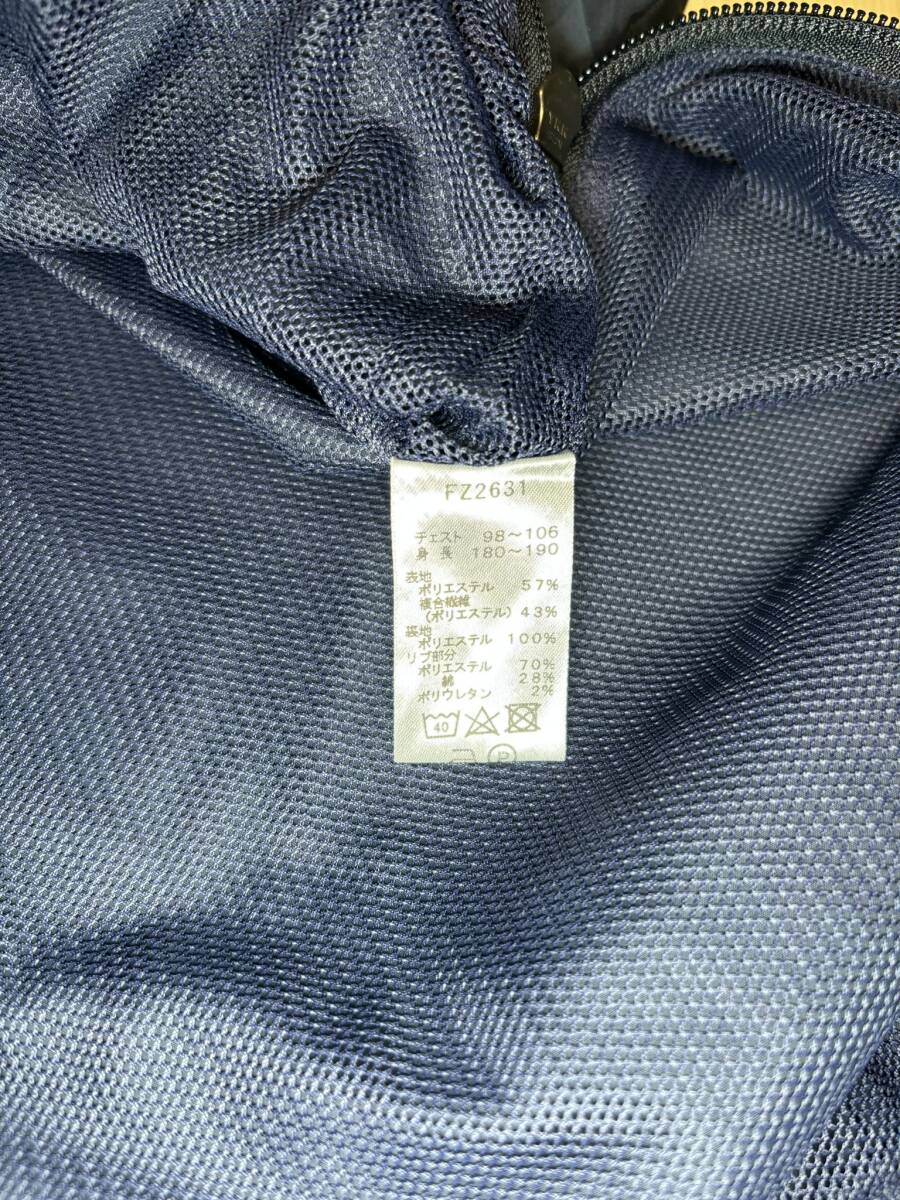 YKK
FZ2631
チェスト 98〜106
身長 180〜190
表地
ポリエステル 57%
複合繊維
(ポリエステル) 43%
裏地
ポリエステル 100%
リブ部分
ポリエステル 70%
綿 28%
ポリウレタン 2%
40
P